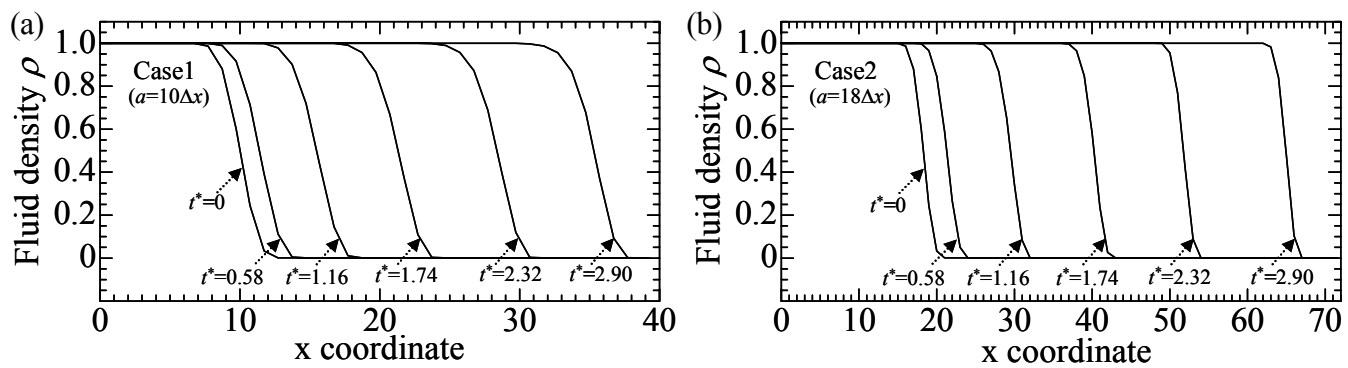 (a)
Fluid density ρ
1.0
0.8
0.6
0.4
0.2
0
Case1
(a=10Δx)
t*=0
t*=0.58
t*=1.16
t*=1.74
t*=2.32
t*=2.90
0 10 20 30 40
x coordinate
(b)
Fluid density ρ
1.0
0.8
0.6
0.4
0.2
0
Case2
(a=18Δx)
t*=0
t*=0.58
t*=1.16
t*=1.74
t*=2.32
t*=2.90
0 10 20 30 40 50 60 70
x coordinate